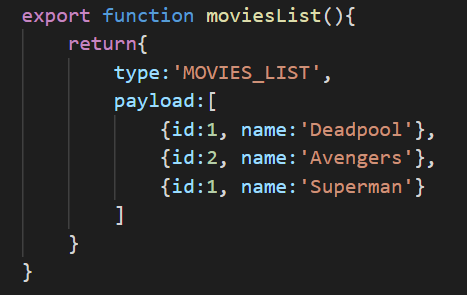 export function moviesList(){
    return{
        type:'MOVIES_LIST',
        payload:[
            {id:1, name:'Deadpool'},
            {id:2, name:'Avengers'},
            {id:1, name:'Superman'}
        ]
    }
}